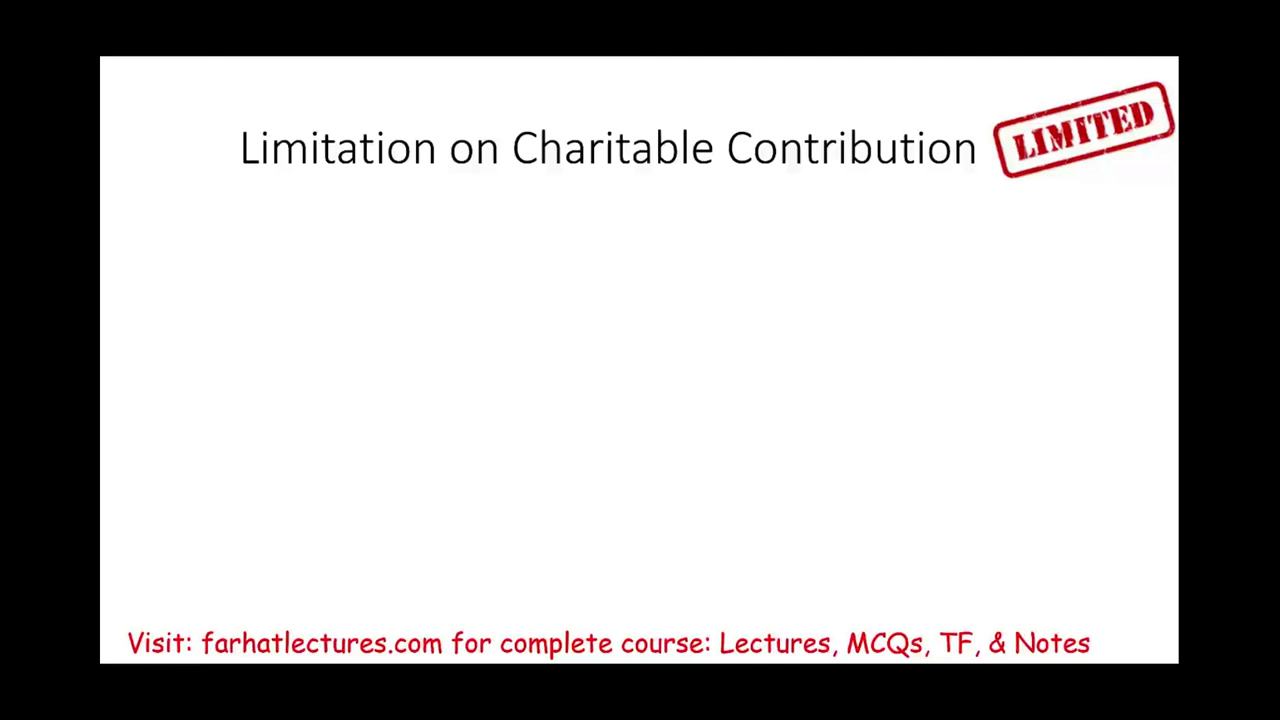 Limitation on Charitable Contribution
LIMITED
Visit: farhatlectures.com for complete course: Lectures, MCQs, TF, & Notes